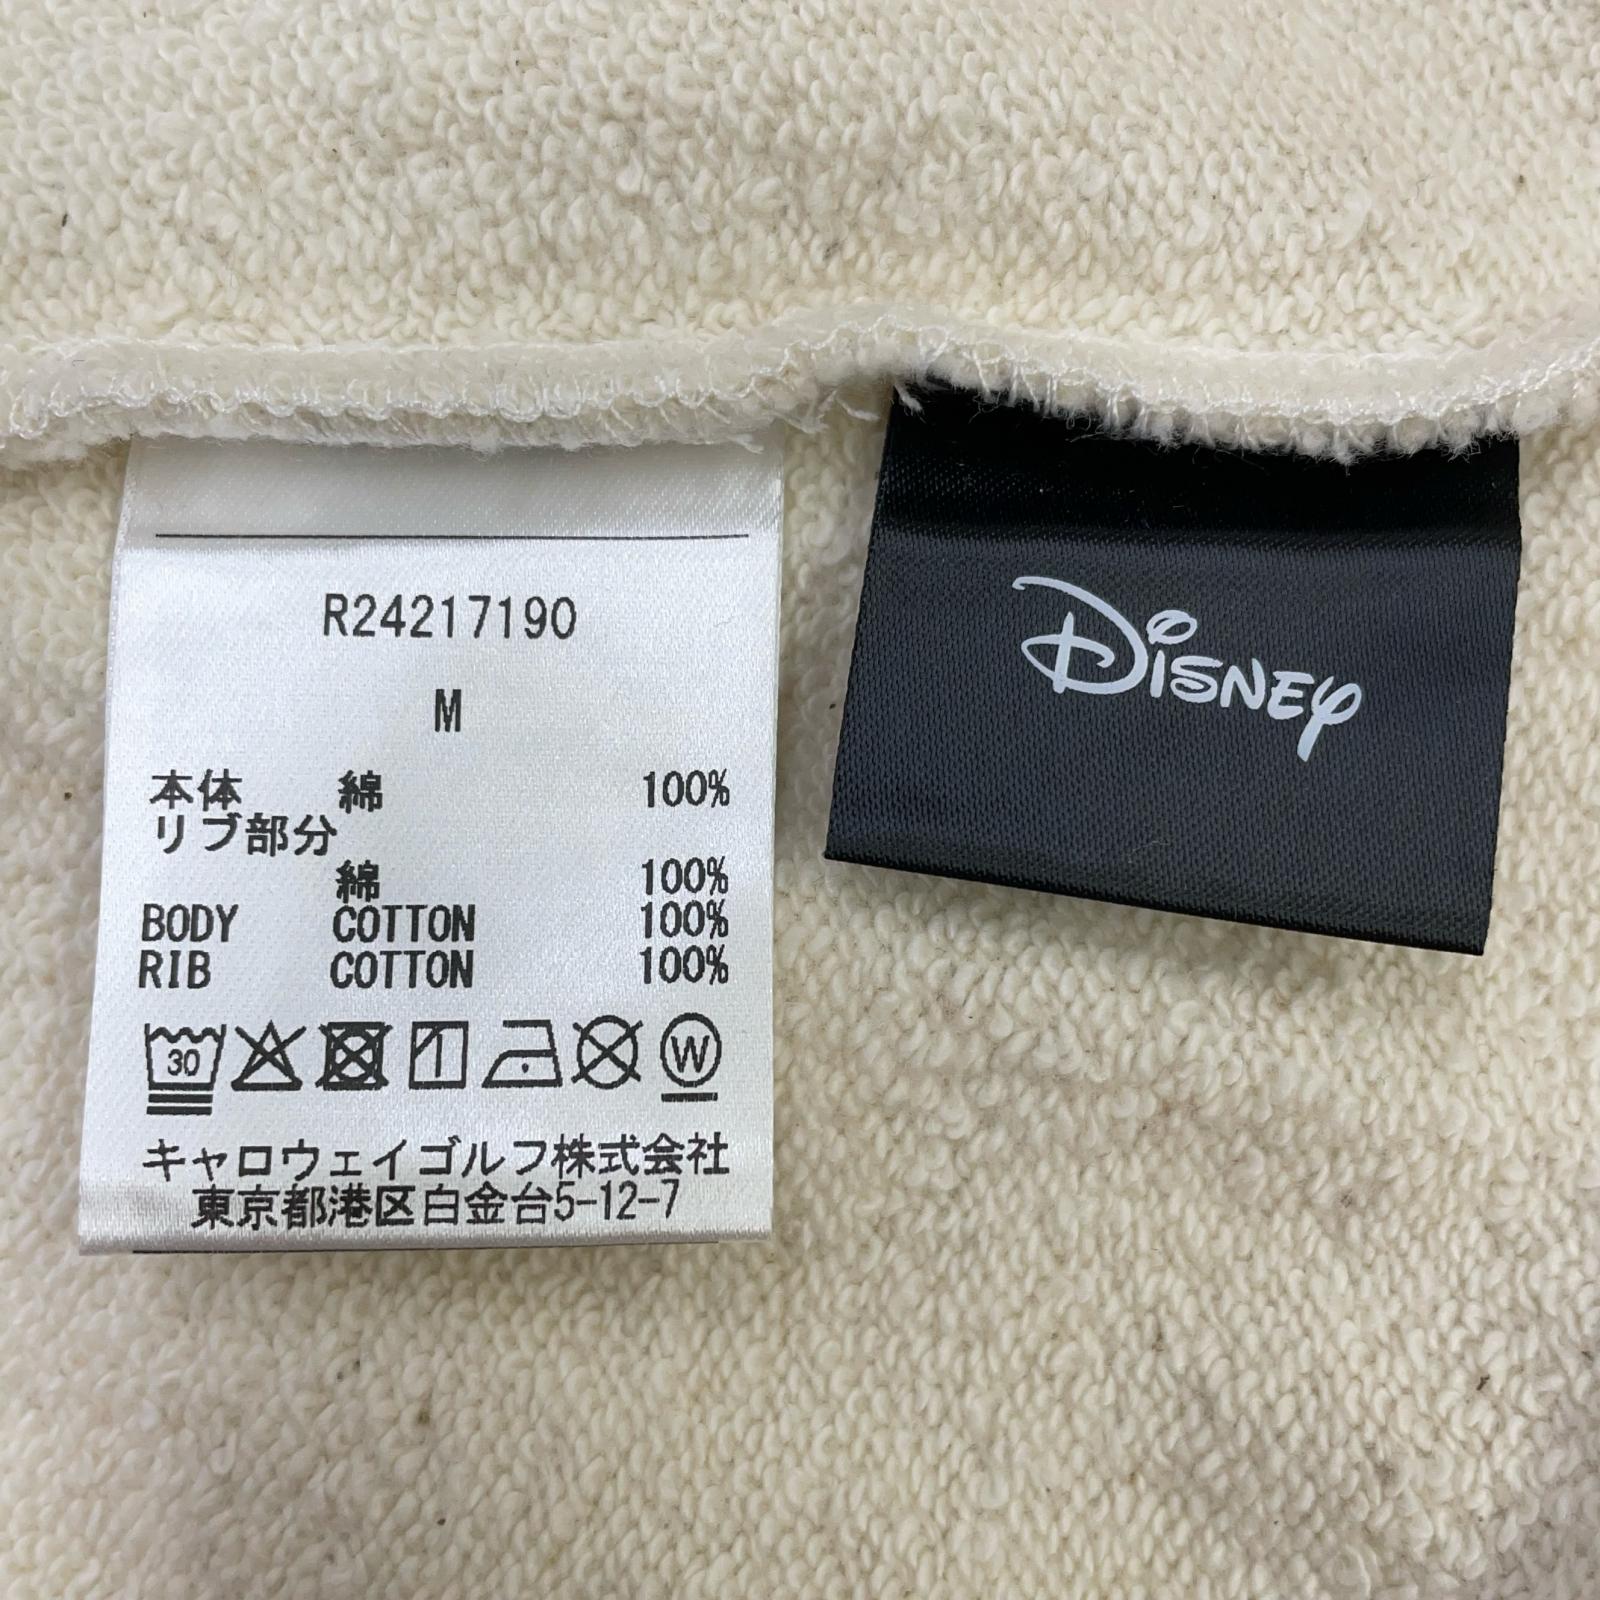 R24217190
M
本体 綿 100%
リブ部分
綿 100%
BODY COTTON 100%
RIB COTTON 100%
30 W
キャロウェイゴルフ株式会社
東京都港区白金台5-12-7
Disney